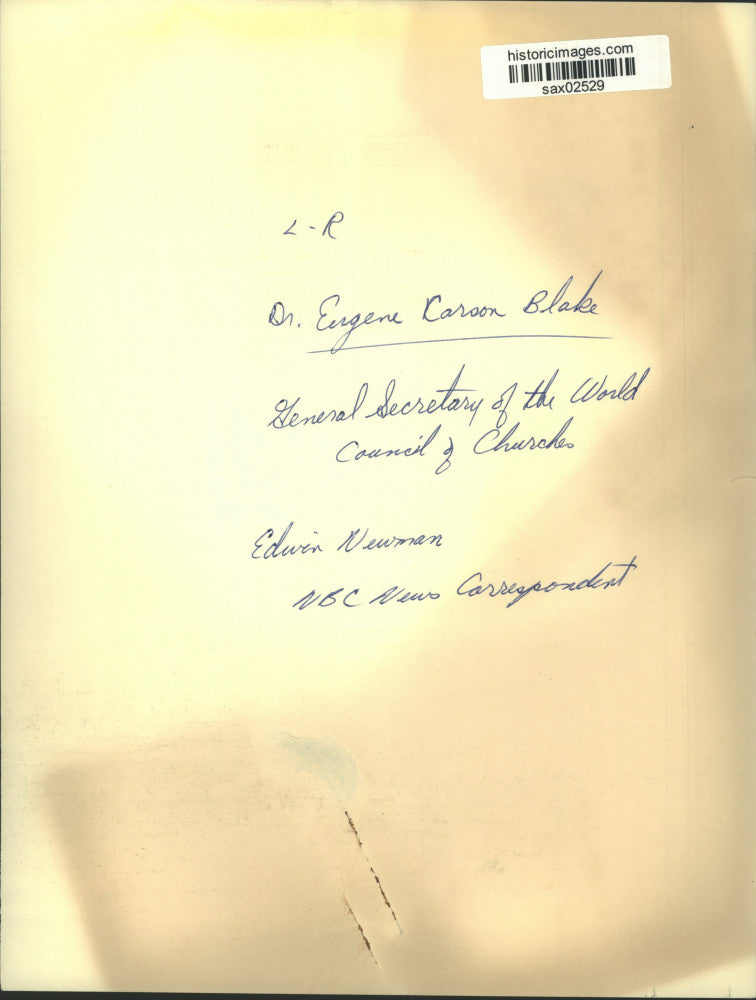 historicimages.com
sax02529
L-R
Dr. Eugene Karson Blake
General Secretary of the World
Council of Churches
Edwin Newman
NBC News Correspondent